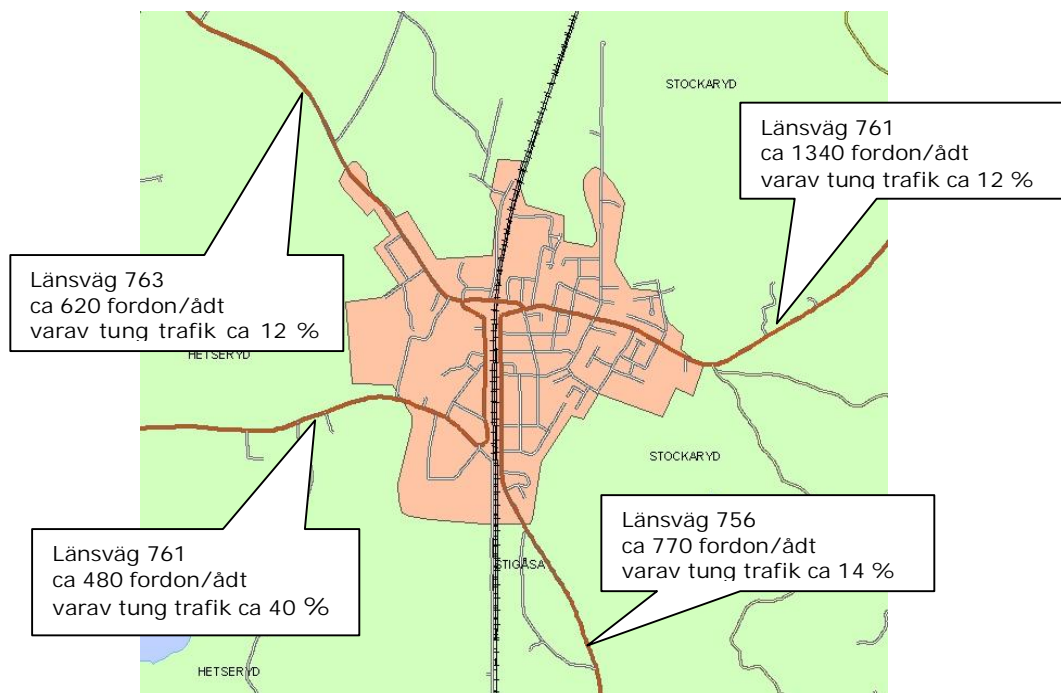 STOCKARYD
Länsväg 761
ca 1340 fordon/ådt
varav tung trafik ca 12 %
Länsväg 763
ca 620 fordon/ådt
varav tung trafik ca 12 %
HETSERYD
STOCKARYD
Länsväg 756
ca 770 fordon/ådt
varav tung trafik ca 14 %
Länsväg 761
ca 480 fordon/ådt
varav tung trafik ca 40 %
STIGÅSA
HETSERYD